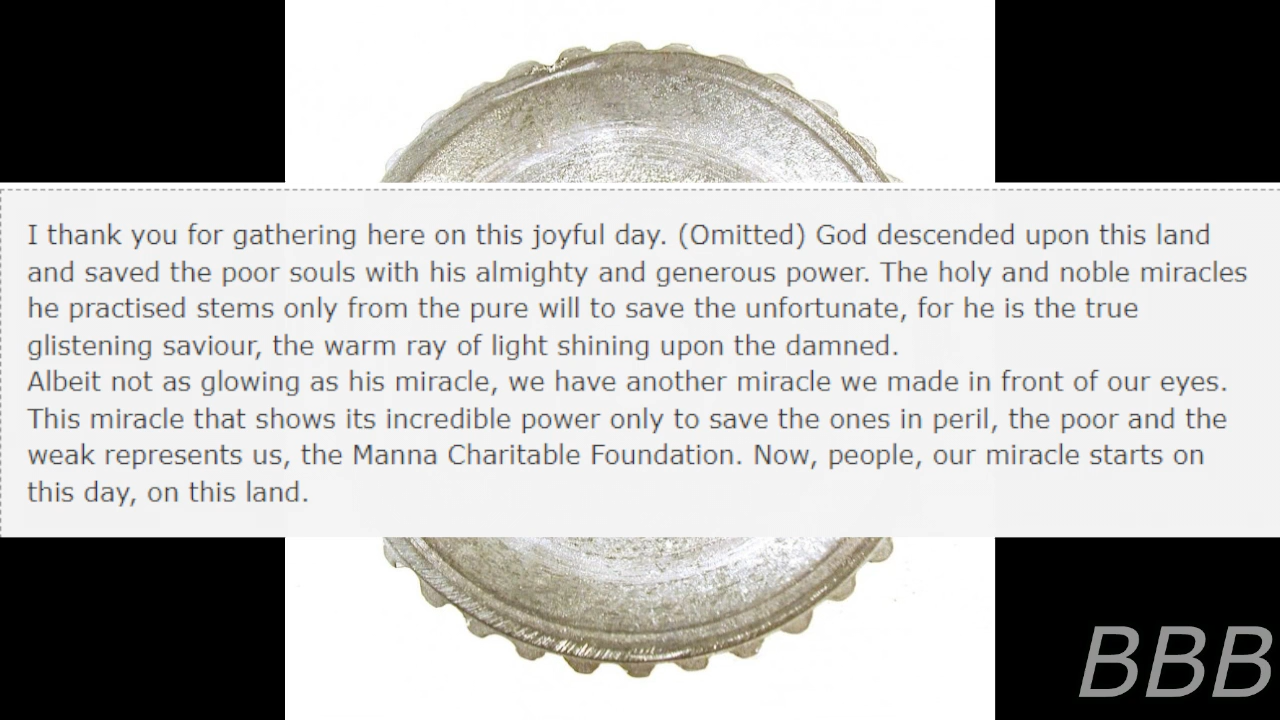 I thank you for gathering here on this joyful day. (Omitted) God descended upon this land
and saved the poor souls with his almighty and generous power. The holy and noble miracles
he practised stems only from the pure will to save the unfortunate, for he is the true
glistening saviour, the warm ray of light shining upon the damned.
Albeit not as glowing as his miracle, we have another miracle we made in front of our eyes.
This miracle that shows its incredible power only to save the ones in peril, the poor and the
weak represents us, the Manna Charitable Foundation. Now, people, our miracle starts on
this day, on this land.
BBB